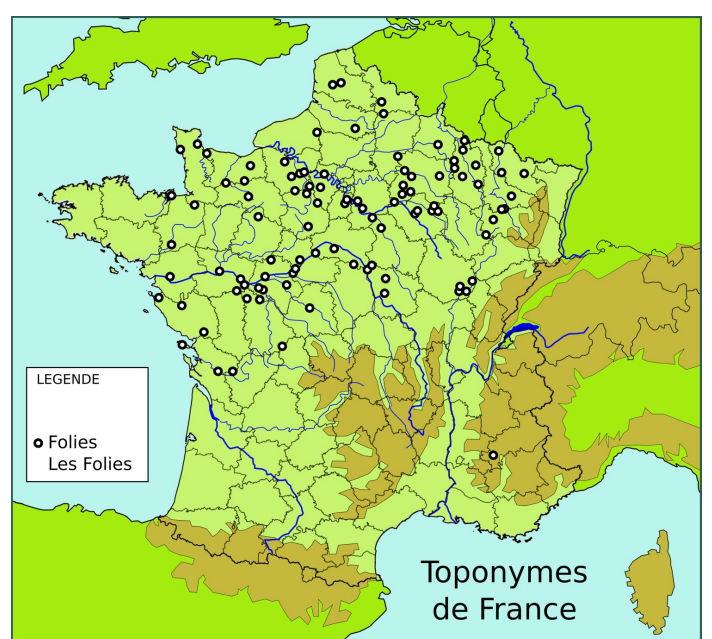 LEGENDE
Folies
Les Folies
Toponymes
de France